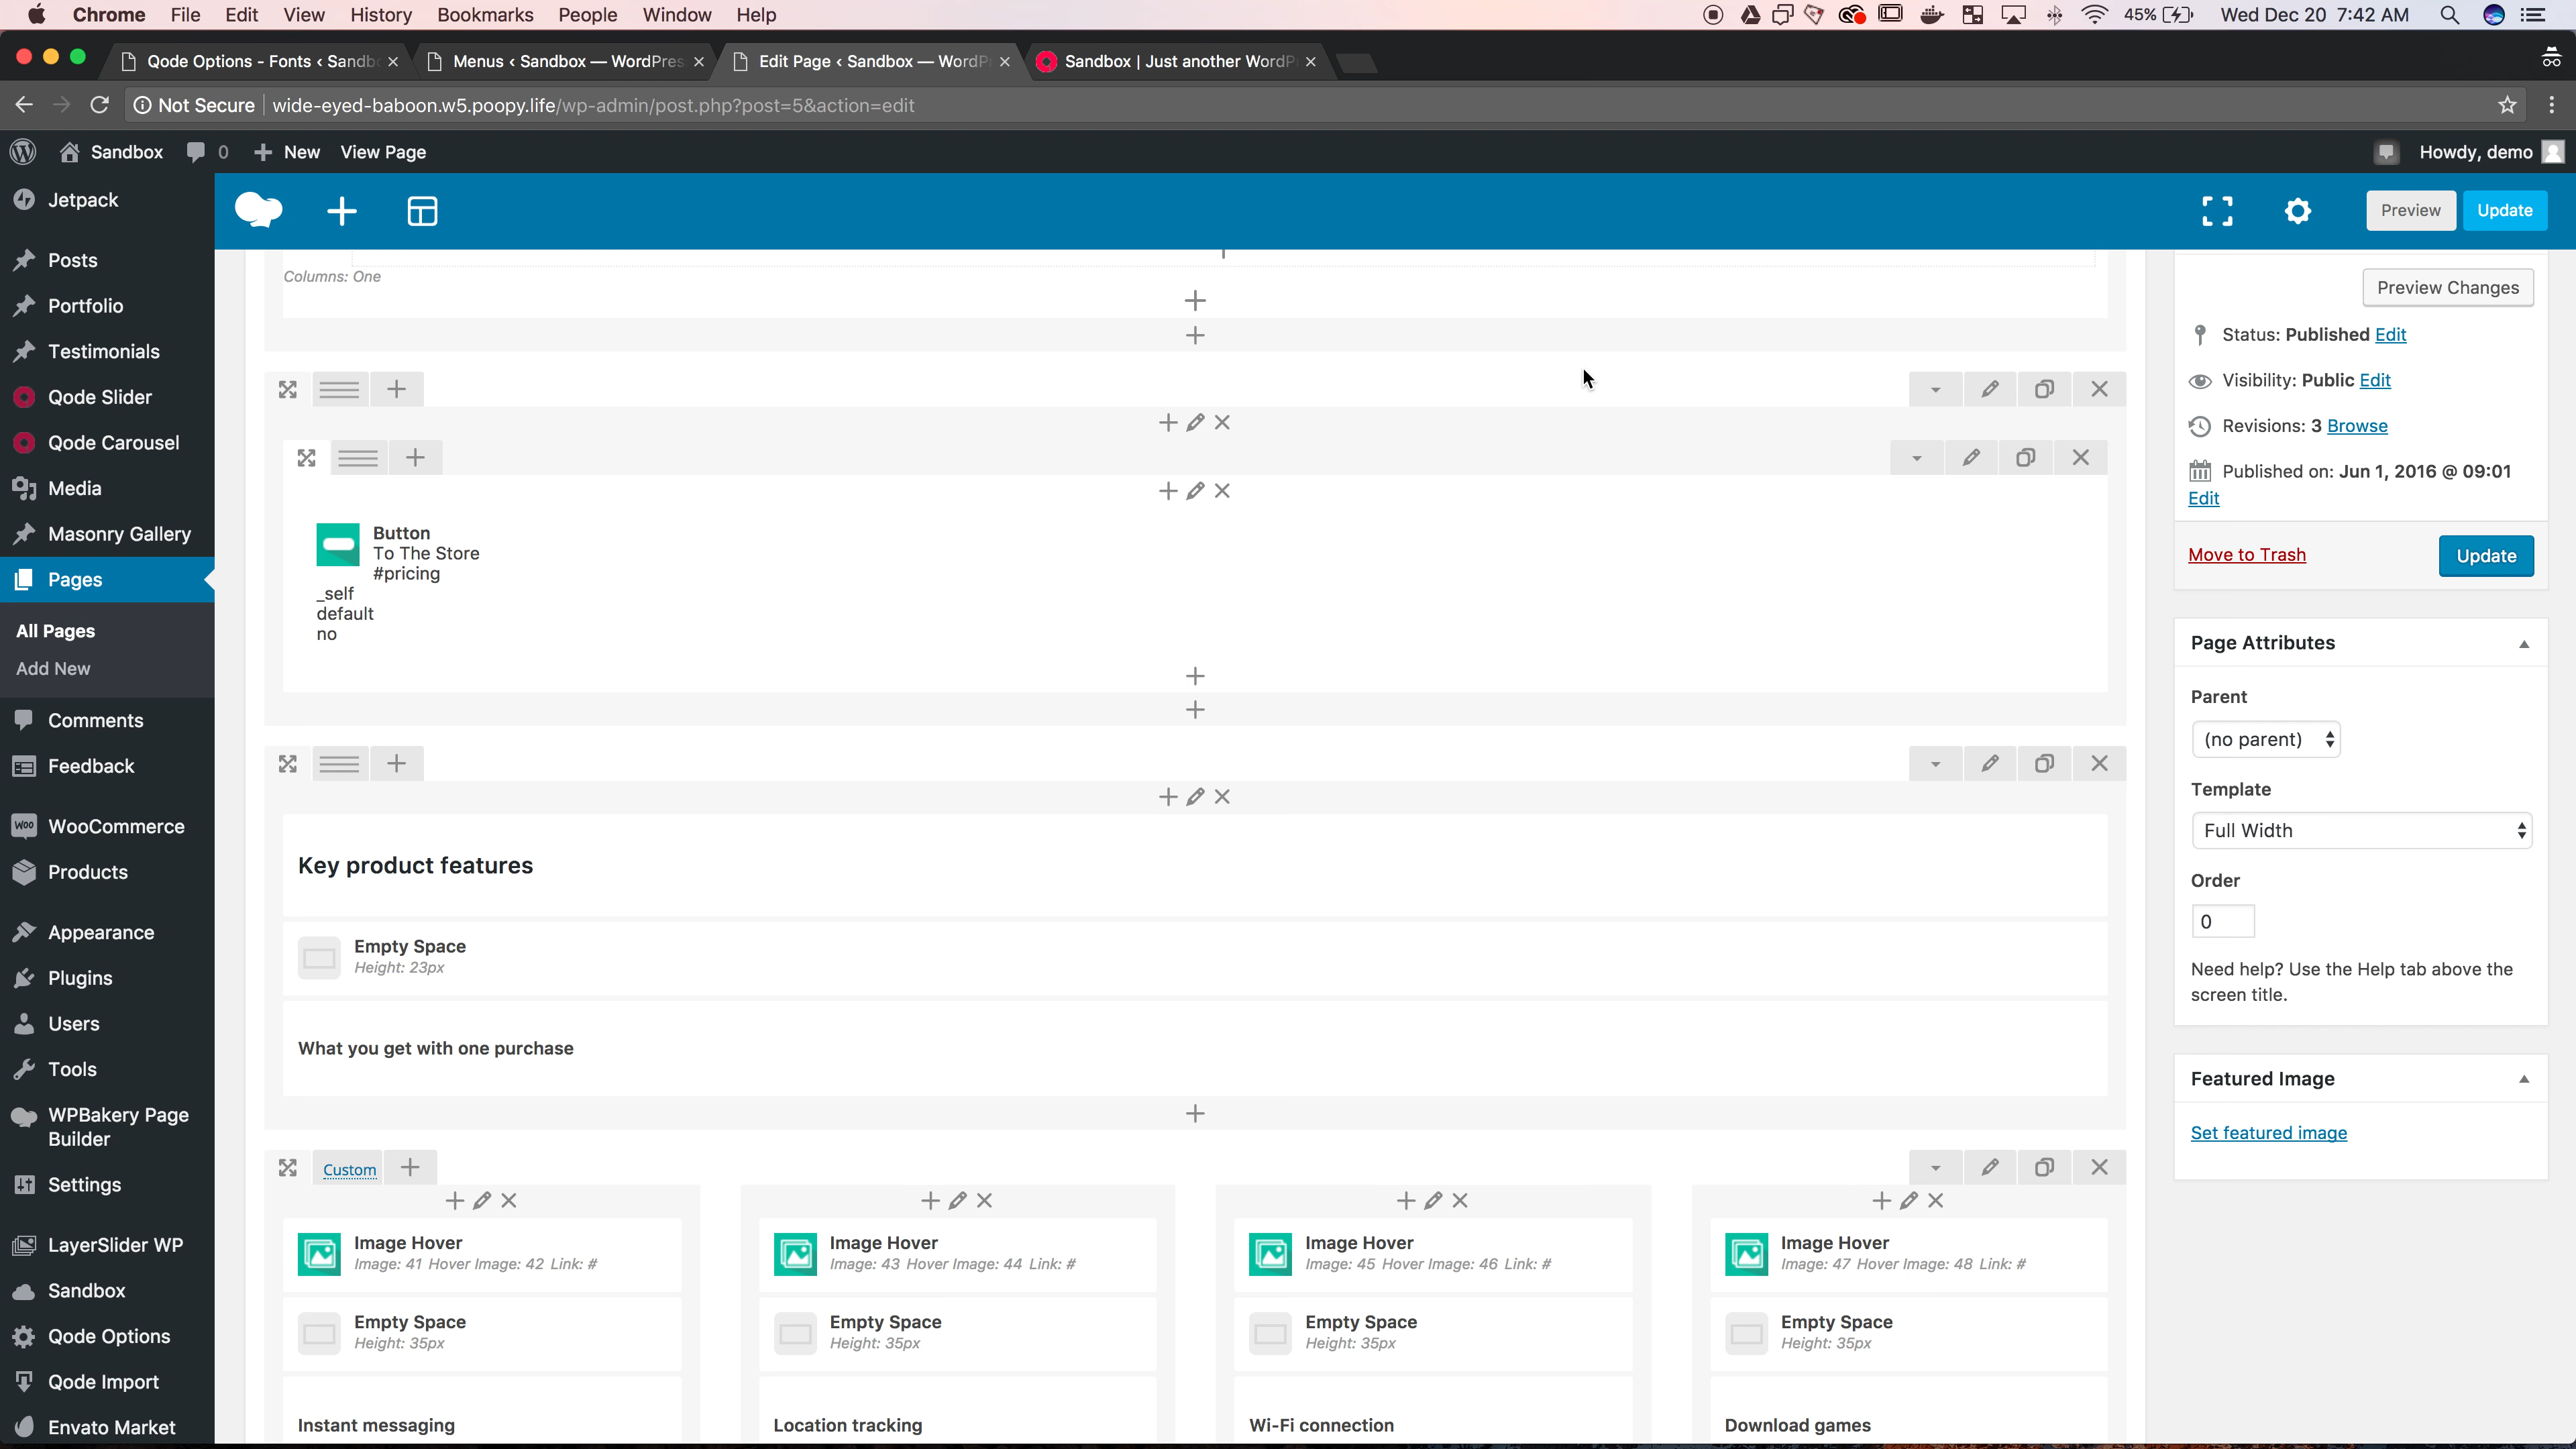 Chrome File Edit View History Bookmarks People Window Help
45% Wed Dec 20 7:42 AM
Qode Options - Fonts ‹ Sandb
Menus ‹ Sandbox — WordPres
Edit Page ‹ Sandbox — WordP
Sandbox | Just another WordP
Not Secure wide-eyed-baboon.w5.poopy.life/wp-admin/post.php?post=5&action=edit
Sandbox 0 New View Page
Howdy, demo
Jetpack
Posts
Portfolio
Testimonials
Qode Slider
Qode Carousel
Media
Masonry Gallery
Pages
All Pages
Add New
Comments
Feedback
WOO WooCommerce
Products
Appearance
Plugins
Users
Tools
WPBakery Page
Builder
Settings
LayerSlider WP
Sandbox
Qode Options
Qode Import
Envato Market
Preview Update
Columns: One
Button
To The Store
#pricing
_self
default
no
Key product features
Empty Space
Height: 23px
What you get with one purchase
Custom
Image Hover
Image: 41 Hover Image: 42 Link: #
Empty Space
Height: 35px
Instant messaging
Image Hover
Image: 43 Hover Image: 44 Link: #
Empty Space
Height: 35px
Location tracking
Image Hover
Image: 45 Hover Image: 46 Link: #
Empty Space
Height: 35px
Wi-Fi connection
Image Hover
Image: 47 Hover Image: 48 Link: #
Empty Space
Height: 35px
Download games
Preview Changes
Status: Published Edit
Visibility: Public Edit
Revisions: 3 Browse
Published on: Jun 1, 2016 @ 09:01
Edit
Move to Trash
Update
Page Attributes
Parent
(no parent)
Template
Full Width
Order
0
Need help? Use the Help tab above the
screen title.
Featured Image
Set featured image